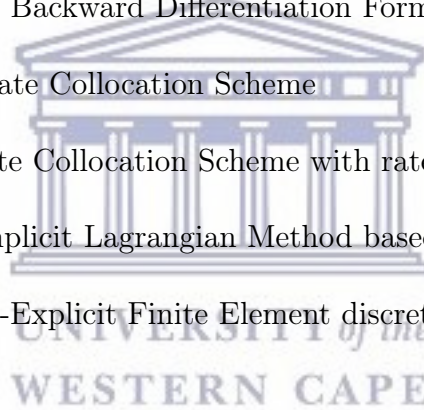 Backward Differentiation Form
ate Collocation Scheme
te Collocation Scheme with rate
mplicit Lagrangian Method based
-Explicit Finite Element discret
UNIVERSITY of the
WESTERN CAPE